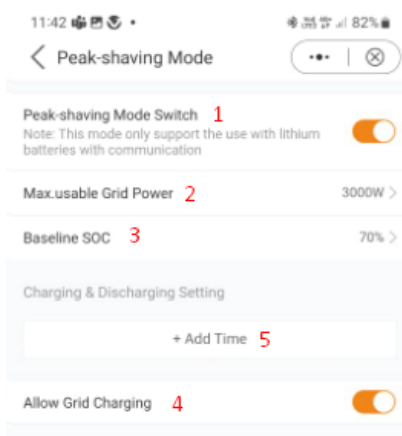 11:42
82%
Peak-shaving Mode
Peak-shaving Mode Switch 1
Note: This mode only support the use with lithium
batteries with communication
Max.usable Grid Power 2 3000W >
Baseline SOC 3 70% >
Charging & Discharging Setting
+ Add Time 5
Allow Grid Charging 4